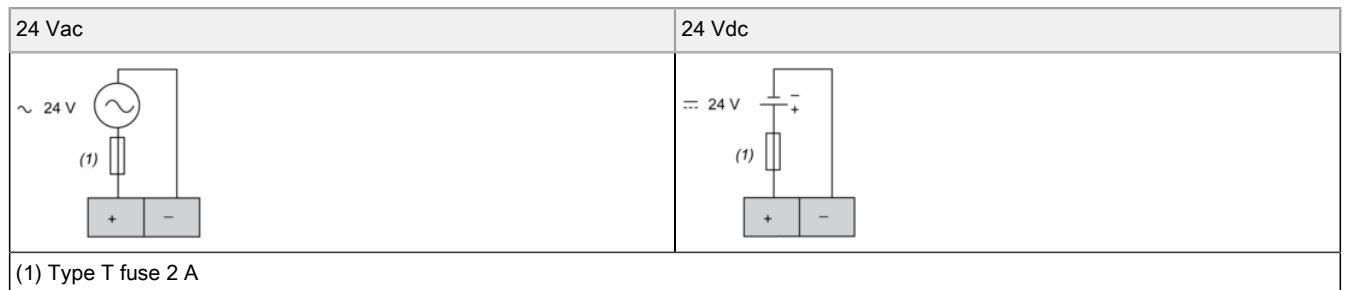 24 Vac
24 Vdc
~ 24 V
(1)
+ −
⎓ 24 V
−
+
(1)
+ −
(1) Type T fuse 2 A